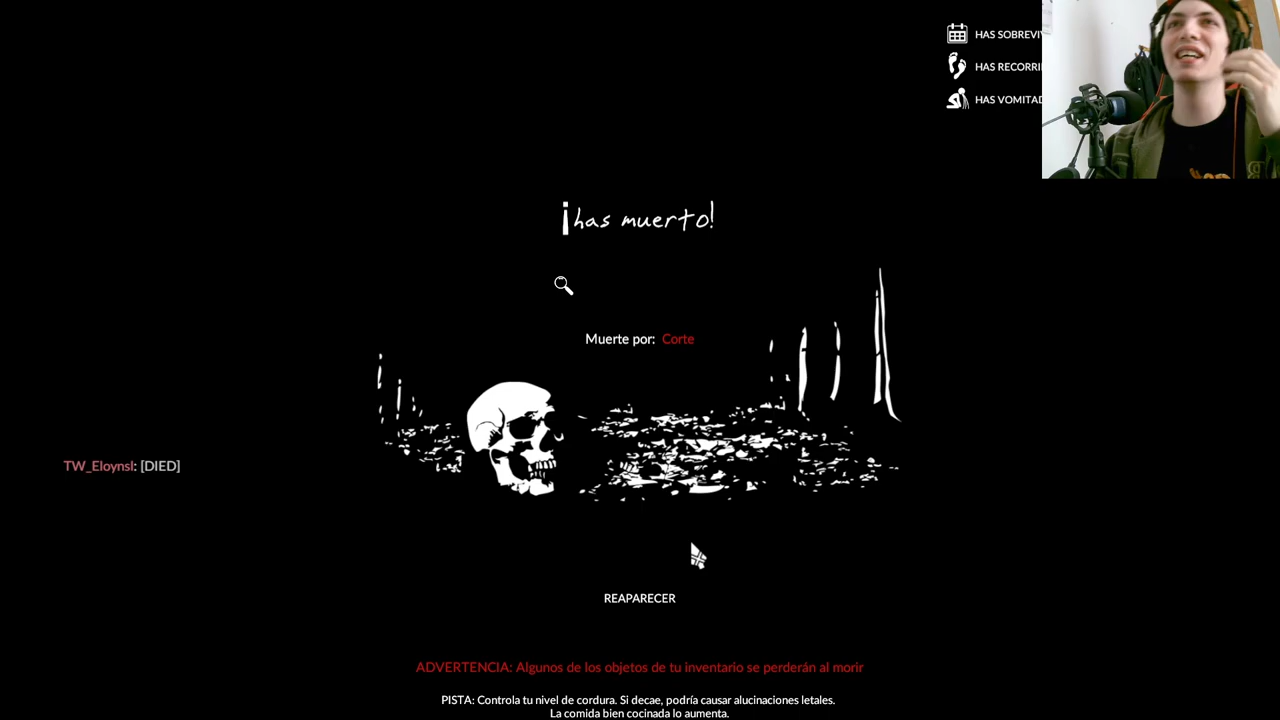 HAS SOBREVIV
HAS RECORRI
HAS VOMITAD
¡has muerto!
Muerte por: Corte
TW_Eloynsl: [DIED]
REAPARECER
ADVERTENCIA: Algunos de los objetos de tu inventario se perderán al morir
PISTA: Controla tu nivel de cordura. Si decae, podría causar alucinaciones letales.
La comida bien cocinada lo aumenta.